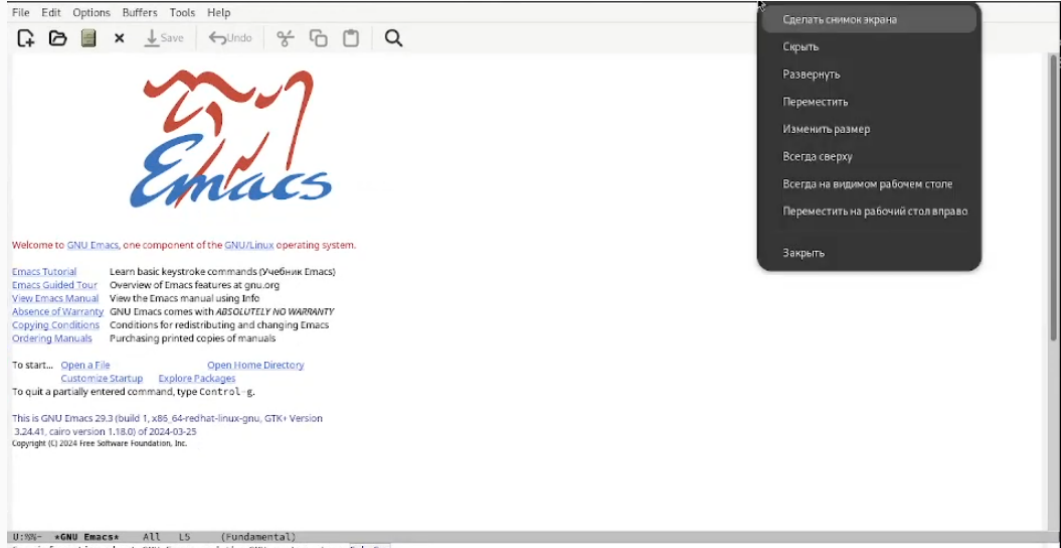 File Edit Options Buffers Tools Help
Save Undo
Emacs
Welcome to GNU Emacs, one component of the GNU/Linux operating system.
Emacs Tutorial Learn basic keystroke commands (Учебник Emacs)
Emacs Guided Tour Overview of Emacs features at gnu.org
View Emacs Manual View the Emacs manual using Info
Absence of Warranty GNU Emacs comes with ABSOLUTELY NO WARRANTY
Copying Conditions Conditions for redistributing and changing Emacs
Ordering Manuals Purchasing printed copies of manuals
To start... Open a File Open Home Directory
Customize Startup Explore Packages
To quit a partially entered command, type Control-g.
This is GNU Emacs 29.3 (build 1, x86_64-redhat-linux-gnu, GTK+ Version
3.24.41, cairo version 1.18.0) of 2024-03-25
Copyright (C) 2024 Free Software Foundation, Inc.
U:%%- *GNU Emacs* All L5 (Fundamental)
Сделать снимок экрана
Скрыть
Развернуть
Переместить
Изменить размер
Всегда сверху
Всегда на видимом рабочем столе
Переместить на рабочий стол вправо
Закрыть